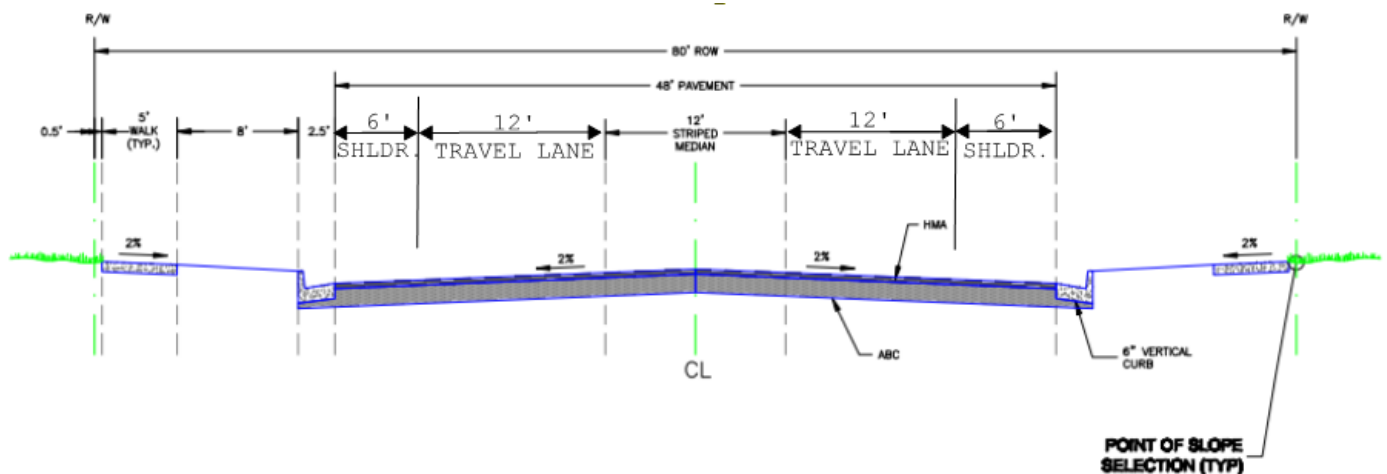 R/W
R/W
80' ROW
48' PAVEMENT
0.5'
5'
WALK
(TYP.)
8'
2.5'
6'
SHLDR.
12'
TRAVEL LANE
12'
STRIPED
MEDIAN
12'
TRAVEL LANE
6'
SHLDR.
2%
2%
2%
2%
HMA
ABC
6" VERTICAL
CURB
CL
POINT OF SLOPE
SELECTION (TYP)